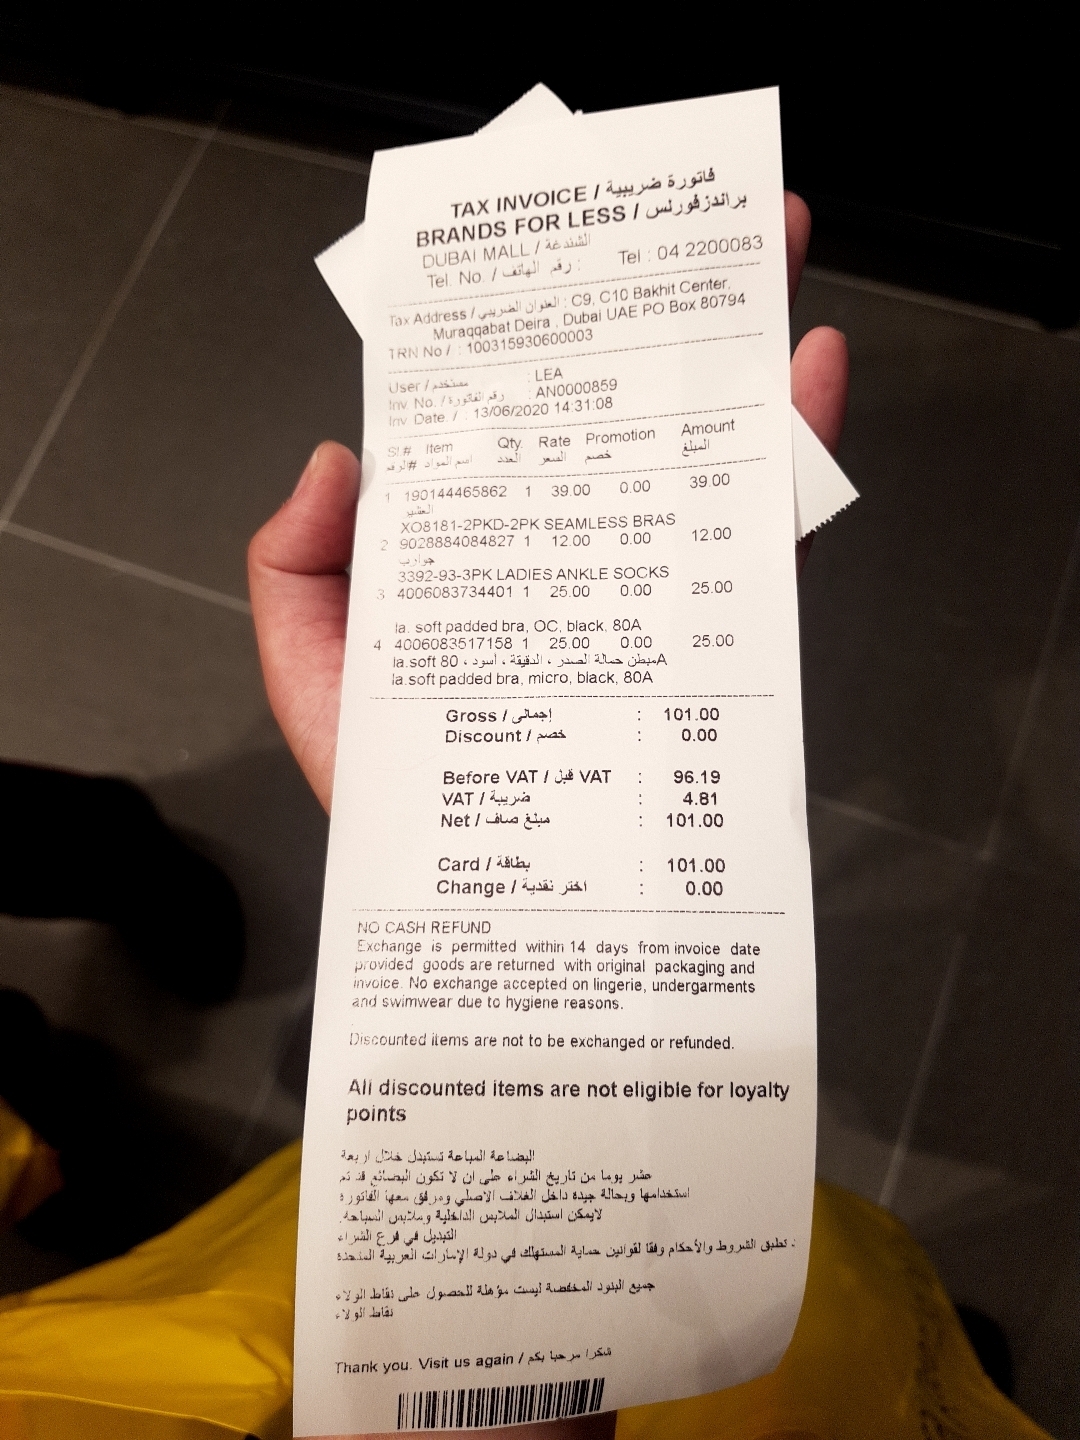 TAX INVOICE / فاتورة ضريبية
BRANDS FOR LESS / براندزفورلس
DUBAI MALL / الشندغة
Tel. No. / رقم الهاتف : Tel : 04 2200083
Tax Address / العنوان الضريبي : C9, C10 Bakhit Center,
Muraqqabat Deira , Dubai UAE PO Box 80794
TRN No / : 100315930600003
User / مستخدم : LEA
Inv. No. / رقم الفاتورة : AN0000859
Inv. Date. / : 13/06/2020 14:31:08
Sl.# Item Qty. Rate Promotion Amount
الرقم# اسم المواد العدد السعر خصم المبلغ
1 190144465862 1 39.00 0.00 39.00
XO8181-2PKD-2PK SEAMLESS BRAS
2 9028884084827 1 12.00 0.00 12.00
جوارب
3392-93-3PK LADIES ANKLE SOCKS
3 4006083734401 1 25.00 0.00 25.00
la. soft padded bra, OC, black, 80A
4 4006083517158 1 25.00 0.00 25.00
la.soft 80 ، مبطن حمالة الصدر ، الدقيقة ، أسودA
la.soft padded bra, micro, black, 80A
Gross / إجمالى : 101.00
Discount / خصم : 0.00
Before VAT / قبل VAT : 96.19
VAT / ضريبة : 4.81
Net / مبلغ صاف : 101.00
Card / بطاقة : 101.00
Change / اختر نقدية : 0.00
NO CASH REFUND
Exchange is permitted within 14 days from invoice date
provided goods are returned with original packaging and
invoice. No exchange accepted on lingerie, undergarments
and swimwear due to hygiene reasons.
Discounted items are not to be exchanged or refunded.
All discounted items are not eligible for loyalty
points
البضاعة المباعة تستبدل خلال اربعة
عشر يوما من تاريخ الشراء على ان لا تكون البضائع قد تم
استخدامها وبحالة جيدة داخل الغلاف الاصلي ومرفق معها الفاتورة
لايمكن استبدال الملابس الداخلية وملابس السباحة.
التبديل في فرع الشراء
تطبق الشروط والأحكام وفقا لقوانين حماية المستهلك في دولة الإمارات العربية المتحدة
جميع البنود المخفضة ليست مؤهلة للحصول على نقاط الولاء
نقاط الولاء
Thank you. Visit us again / شكرا مرحبا بكم